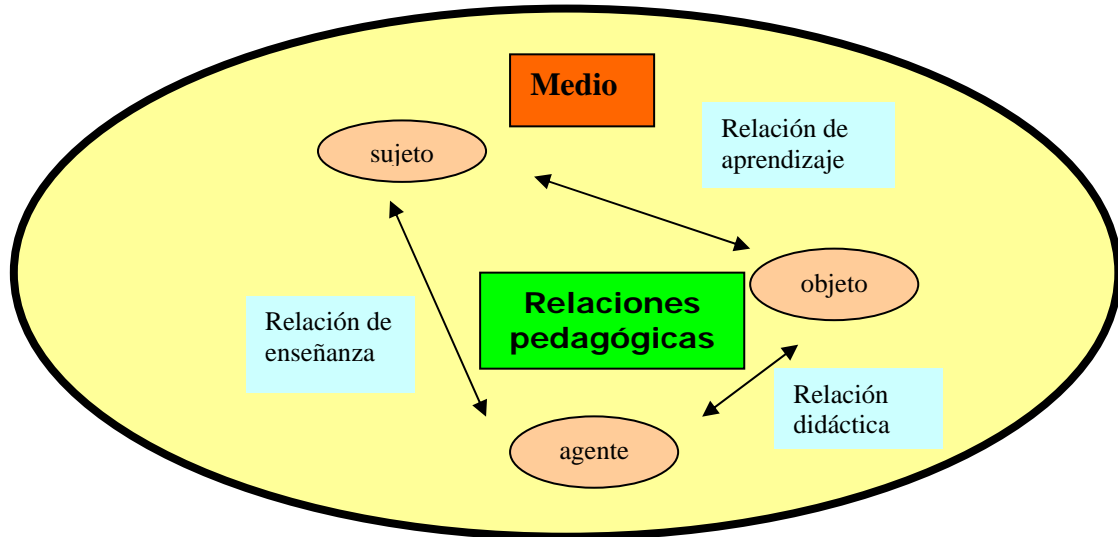 Medio
Relación de
aprendizaje
sujeto
objeto
Relaciones
pedagógicas
Relación de
enseñanza
Relación
didáctica
agente